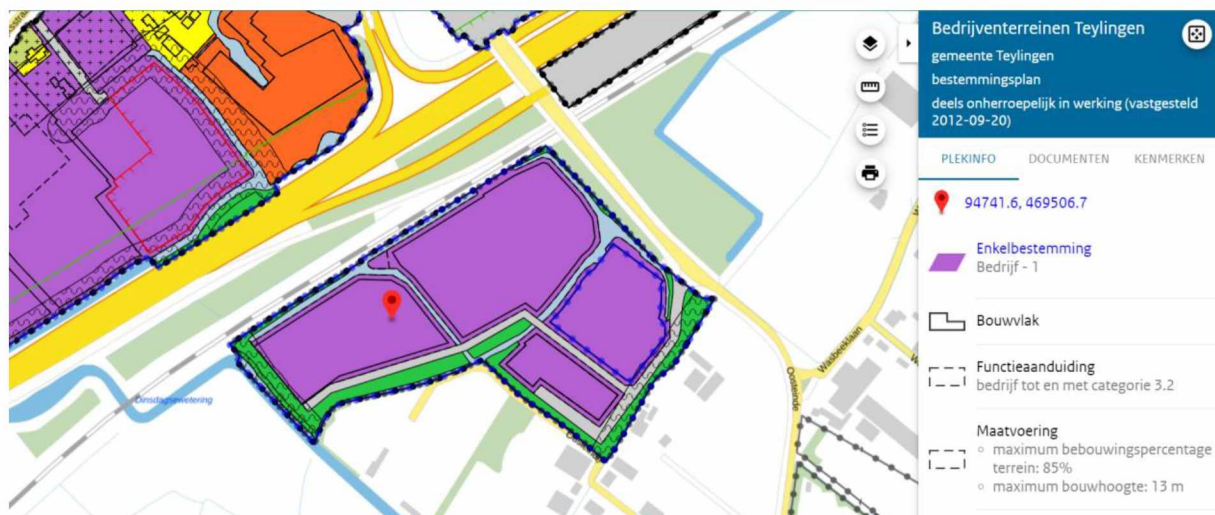 Bedrijventerreinen Teylingen
gemeente Teylingen
bestemmingsplan
deels onherroepelijk in werking (vastgesteld
2012-09-20)
PLEKINFO DOCUMENTEN KENMERKEN
94741.6, 469506.7
Enkelbestemming
Bedrijf - 1
Bouwvlak
Functieaanduiding
bedrijf tot en met categorie 3.2
Maatvoering
maximum bebouwingspercentage
terrein: 85%
maximum bouwhoogte: 13 m
Dinsdagsewetering
Wasbeeklaan
Oosteinde